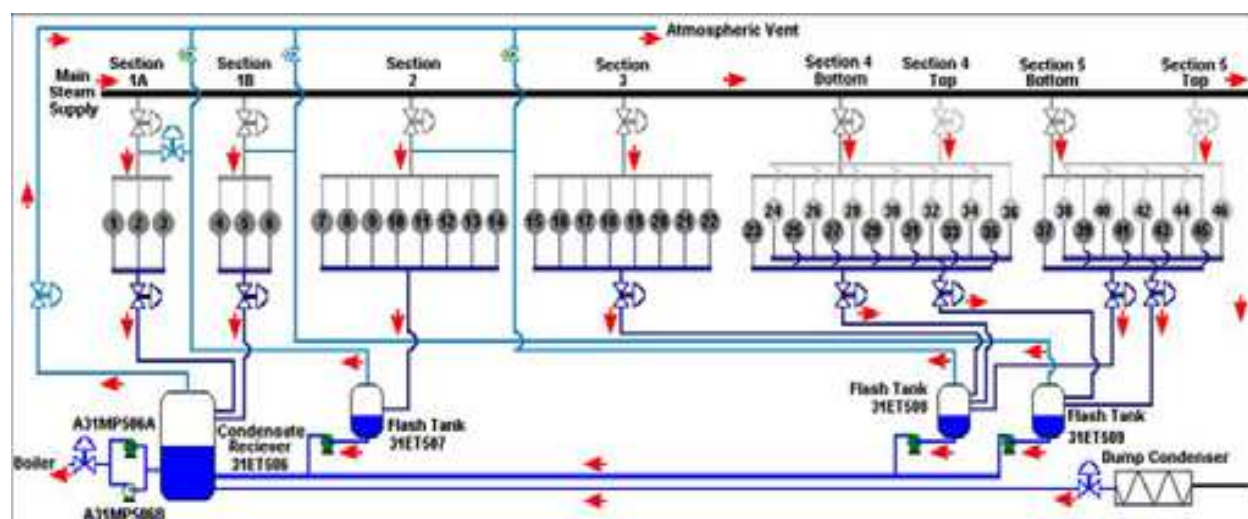 Atmospheric Vent
Main
Steam
Supply
Section
1A
Section
1B
Section
2
Section
3
Section 4
Bottom
Section 4
Top
Section 5
Bottom
Section 5
Top
1 2 3
4 5 6
7 8 9 10 11 12 13 14
15 16 17 18 19 20 21 22
24 26 28 30 32 34 36
23 25 27 29 31 33 35
38 40 42 44 46
37 39 41 43 45
A31MP506A
Condensate
Reciever
31ET506
Flash Tank
31ET507
Flash Tank
31ET508
Flash Tank
31ET509
Boiler
Dump Condenser
A31MP506B